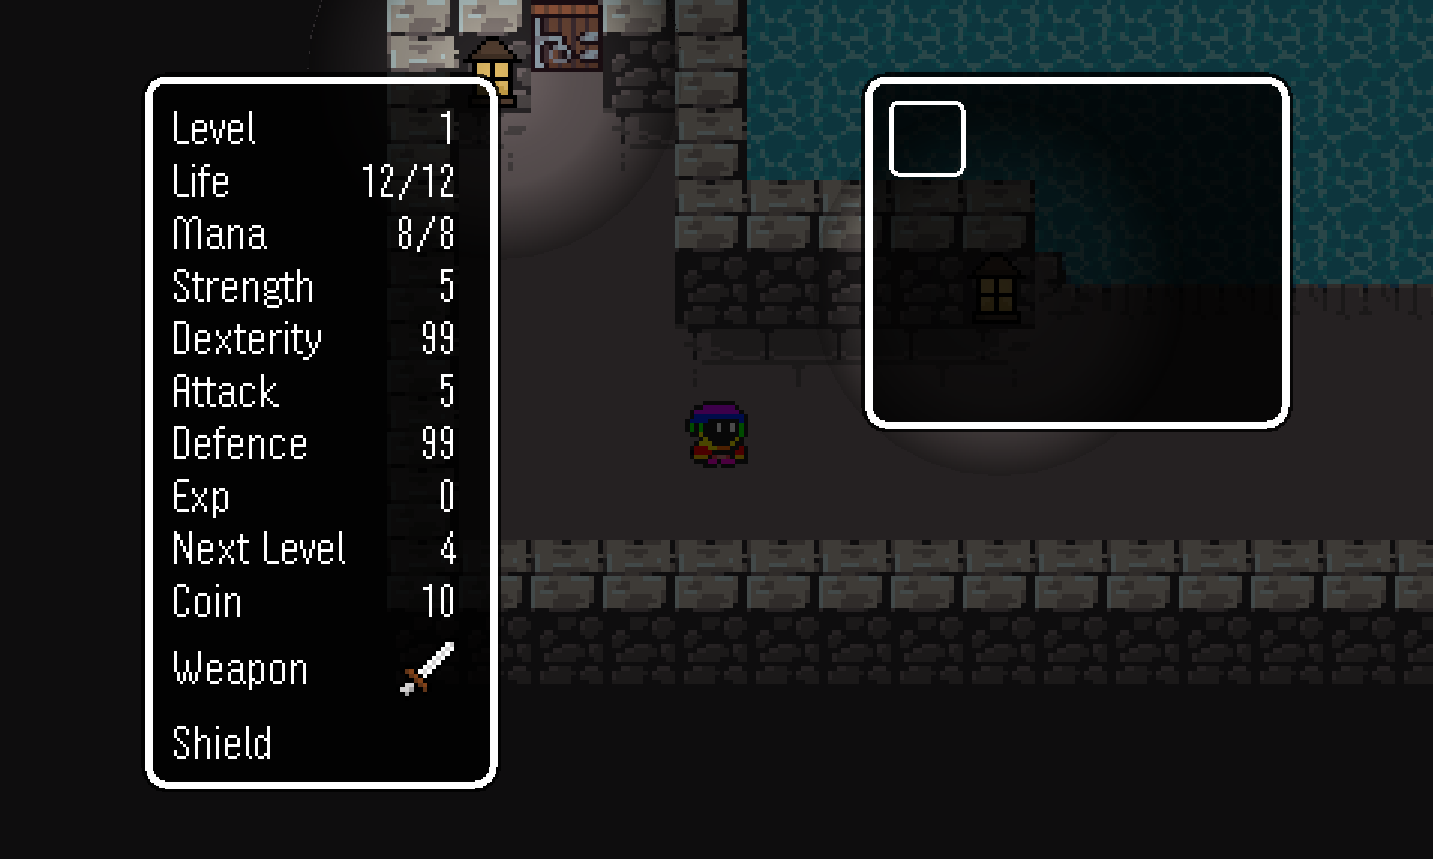 Level 1
Life 12/12
Mana 8/8
Strength 5
Dexterity 99
Attack 5
Defence 99
Exp 0
Next Level 4
Coin 10
Weapon
Shield